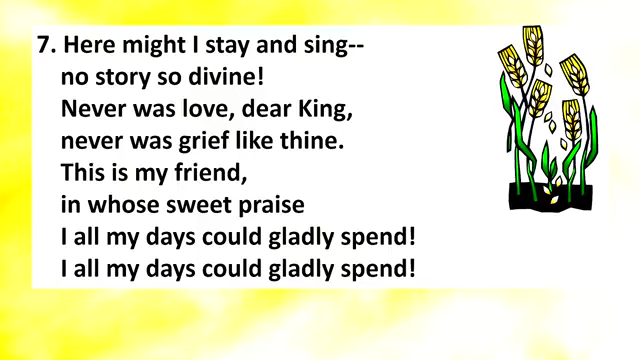 7. Here might I stay and sing--
no story so divine!
Never was love, dear King,
never was grief like thine.
This is my friend,
in whose sweet praise
I all my days could gladly spend!
I all my days could gladly spend!